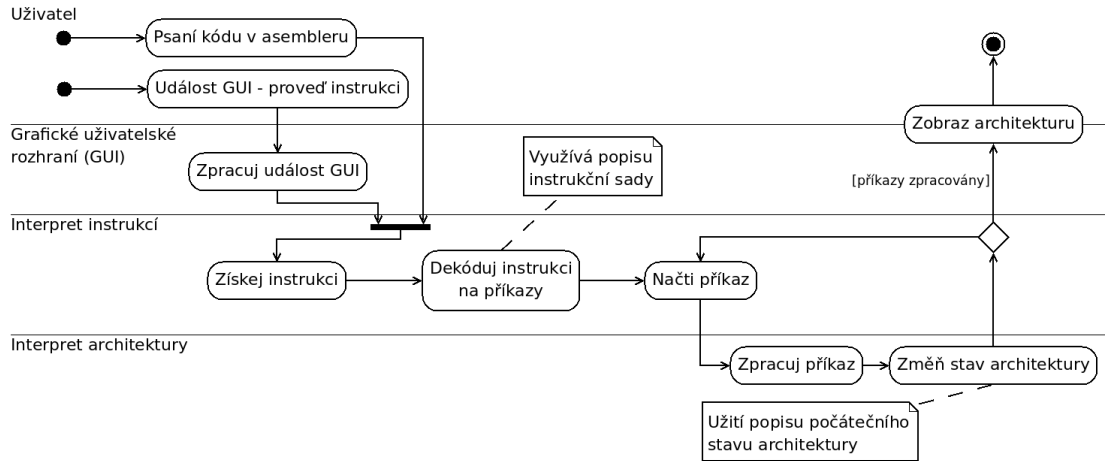 Uživatel
Psaní kódu v asembleru
Událost GUI - proveď instrukci
Grafické uživatelské
rozhraní (GUI)
Zobraz architekturu
Zpracuj událost GUI
Využívá popisu
instrukční sady
[příkazy zpracovány]
Interpret instrukcí
Získej instrukci
Dekóduj instrukci
na příkazy
Načti příkaz
Interpret architektury
Zpracuj příkaz
Změň stav architektury
Užití popisu počátečního
stavu architektury